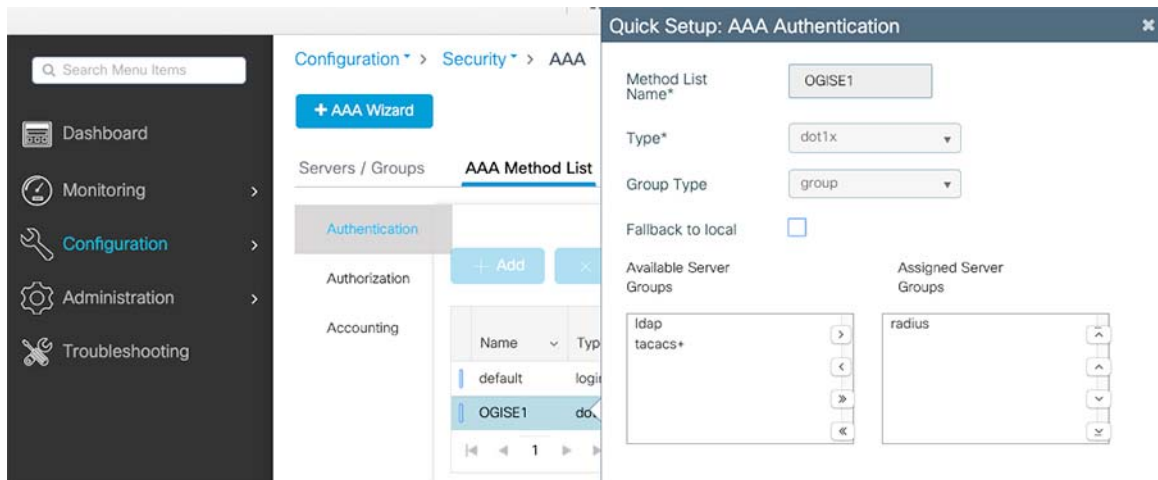 Search Menu Items
Dashboard
Monitoring
Configuration
Administration
Troubleshooting
Configuration > Security > AAA
+ AAA Wizard
Servers / Groups AAA Method List
Authentication
Authorization
Accounting
+ Add ×
Name Typ
default login
OGISE1
1
Quick Setup: AAA Authentication
Method List
Name*
OGISE1
Type*
dot1x
Group Type
group
Fallback to local
Available Server
Groups
ldap
tacacs+
Assigned Server
Groups
radius